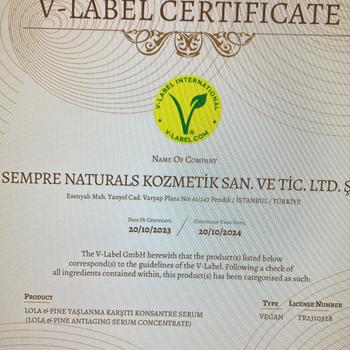 V-LABEL CERTIFICATE
V-LABEL INTERNATIONAL
V-LABEL.COM
NAME OF COMPANY
SEMPRE NATURALS KOZMETİK SAN. VE TİC. LTD. Ş
Esenyalı Mah. Yanyol Cad. Varyap Plaza No: 61/247 Pendik / İSTANBUL / TÜRKİYE
DATE OF CERTIFICATE / CERTIFICATE VALID UNTIL
20/10/2023 20/10/2024
The V-Label GmbH herewith that the product(s) listed below
correspond(s) to the guidelines of the V-Label. Following a check of
all ingredients contained within, this product(s) has been categorised as such:
PRODUCT TYPE LICENSE NUMBER
LOLA & PINE YAŞLANMA KARŞITI KONSANTRE SERUM VEGAN TR2310328
(LOLA & PINE ANTIAGING SERUM CONCENTRATE)